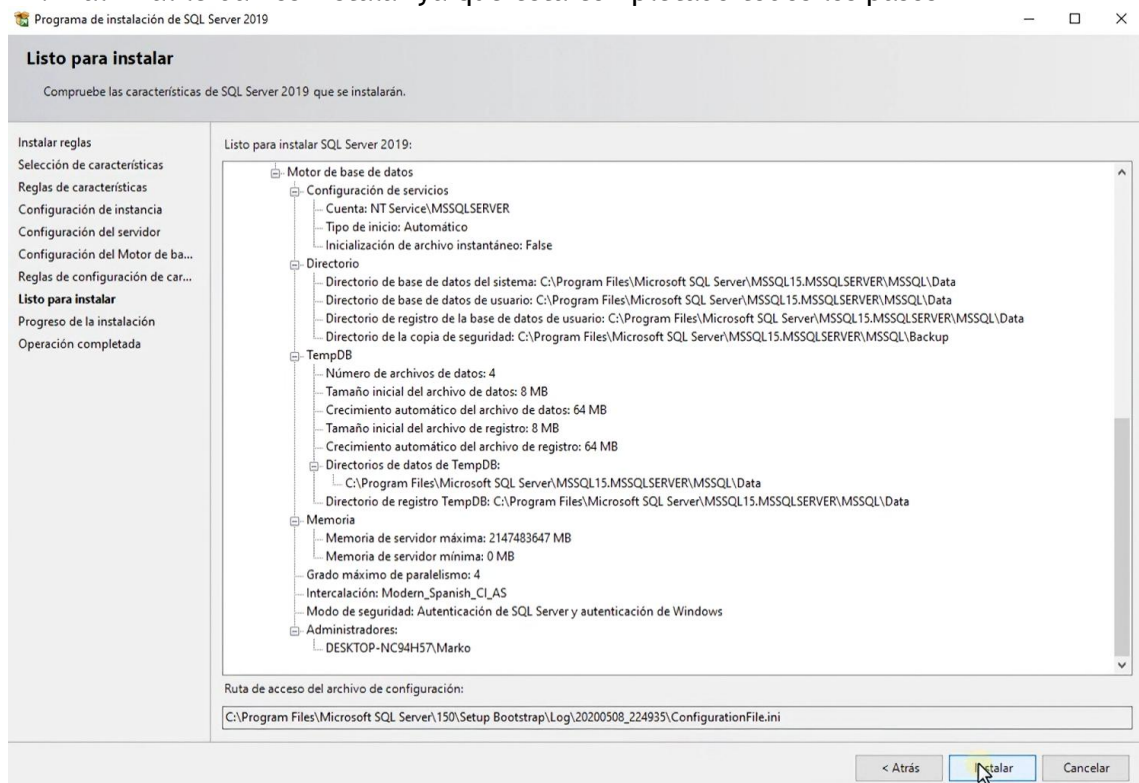 Programa de instalación de SQL Server 2019
Listo para instalar
Compruebe las características de SQL Server 2019 que se instalarán.
Instalar reglas
Selección de características
Reglas de características
Configuración de instancia
Configuración del servidor
Configuración del Motor de ba...
Reglas de configuración de car...
Listo para instalar
Progreso de la instalación
Operación completada
Listo para instalar SQL Server 2019:
Motor de base de datos
Configuración de servicios
Cuenta: NT Service\MSSQLSERVER
Tipo de inicio: Automático
Inicialización de archivo instantáneo: False
Directorio
Directorio de base de datos del sistema: C:\Program Files\Microsoft SQL Server\MSSQL15.MSSQLSERVER\MSSQL\Data
Directorio de base de datos de usuario: C:\Program Files\Microsoft SQL Server\MSSQL15.MSSQLSERVER\MSSQL\Data
Directorio de registro de la base de datos de usuario: C:\Program Files\Microsoft SQL Server\MSSQL15.MSSQLSERVER\MSSQL\Data
Directorio de la copia de seguridad: C:\Program Files\Microsoft SQL Server\MSSQL15.MSSQLSERVER\MSSQL\Backup
TempDB
Número de archivos de datos: 4
Tamaño inicial del archivo de datos: 8 MB
Crecimiento automático del archivo de datos: 64 MB
Tamaño inicial del archivo de registro: 8 MB
Crecimiento automático del archivo de registro: 64 MB
Directorios de datos de TempDB:
C:\Program Files\Microsoft SQL Server\MSSQL15.MSSQLSERVER\MSSQL\Data
Directorio de registro TempDB: C:\Program Files\Microsoft SQL Server\MSSQL15.MSSQLSERVER\MSSQL\Data
Memoria
Memoria de servidor máxima: 2147483647 MB
Memoria de servidor mínima: 0 MB
Grado máximo de paralelismo: 4
Intercalación: Modern_Spanish_CI_AS
Modo de seguridad: Autenticación de SQL Server y autenticación de Windows
Administradores:
DESKTOP-NC94H57\Marko
Ruta de acceso del archivo de configuración:
C:\Program Files\Microsoft SQL Server\150\Setup Bootstrap\Log\20200508_224935\ConfigurationFile.ini
< Atrás Instalar Cancelar